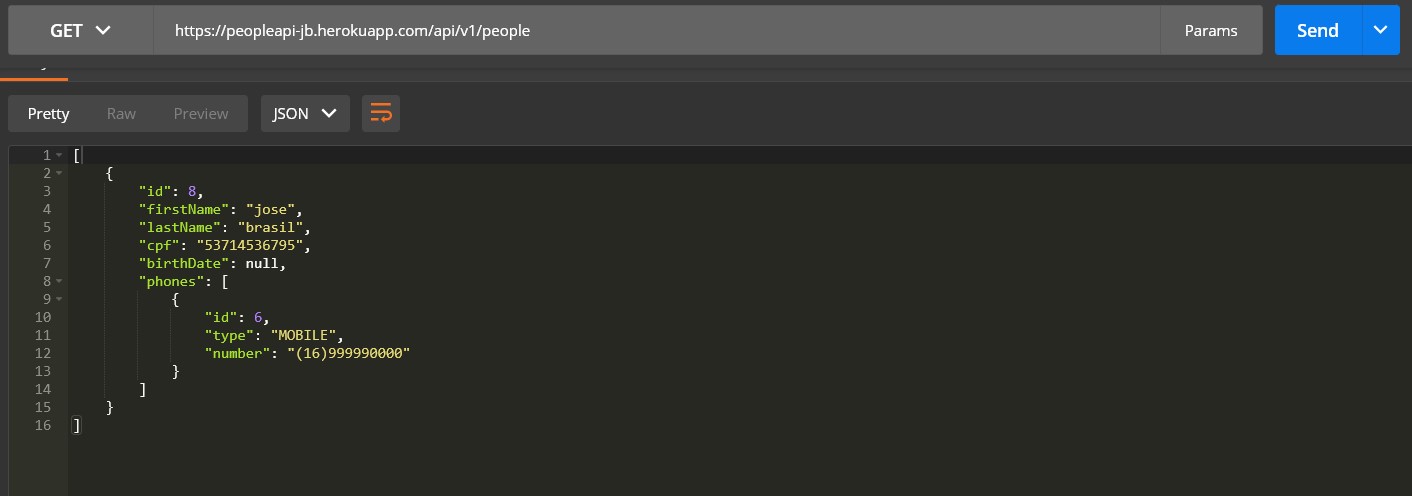 GET https://peopleapi-jb.herokuapp.com/api/v1/people Params Send
Pretty Raw Preview JSON
1 [
2 {
3 "id": 8,
4 "firstName": "jose",
5 "lastName": "brasil",
6 "cpf": "53714536795",
7 "birthDate": null,
8 "phones": [
9 {
10 "id": 6,
11 "type": "MOBILE",
12 "number": "(16)999990000"
13 }
14 ]
15 }
16 ]